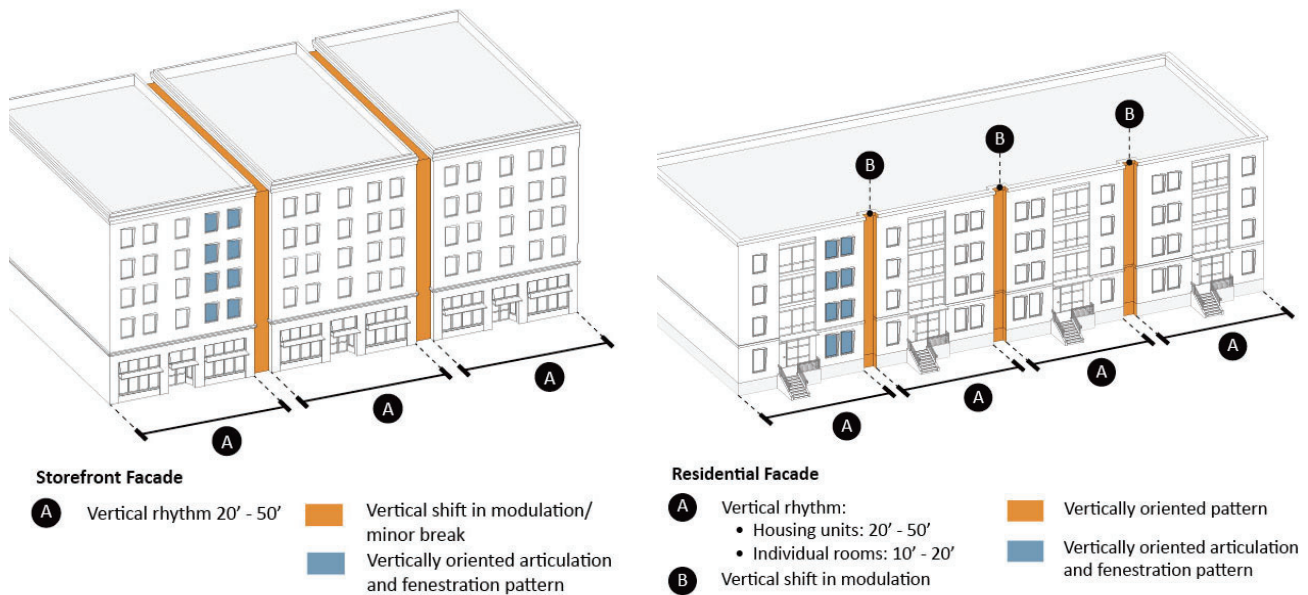 B
B
B
A
A
A
A
A
A
A
Storefront Facade
A Vertical rhythm 20’ - 50’
Vertical shift in modulation/
minor break
Vertically oriented articulation
and fenestration pattern
Residential Facade
A Vertical rhythm:
• Housing units: 20’ - 50’
• Individual rooms: 10’ - 20’
B Vertical shift in modulation
Vertically oriented pattern
Vertically oriented articulation
and fenestration pattern